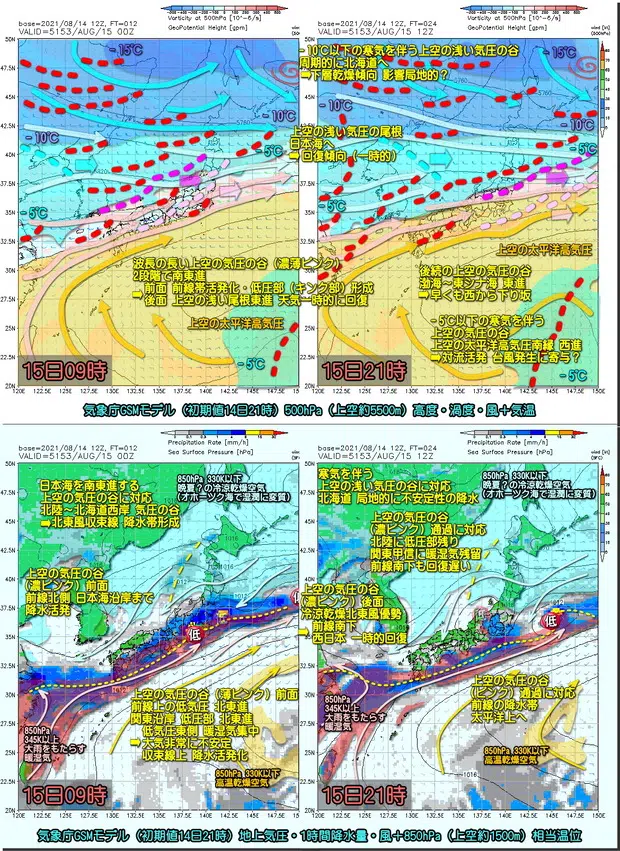 base=2021/08/14 12Z, FT=012
VALID=5153/AUG/15 00Z
Vorticity at 500hPa [10^-6/s]
GeoPotential Height [gpm]
base=2021/08/14 12Z, FT=024
VALID=5153/AUG/15 12Z
Vorticity at 500hPa [10^-6/s]
GeoPotential Height [gpm]
-15℃
-10℃
-5℃
-5℃
-10℃以下の寒気を伴う上空の浅い気圧の谷
周期的に北海道へ
➡下層乾燥傾向 影響局地的?
上空の浅い気圧の尾根
日本海へ
➡回復傾向(一時的)
-15℃
-10℃
-5℃
-5℃
波長の長い上空の気圧の谷(濃薄ピンク)
2段階で南東進
➡前面 前線帯活発化・低圧部(キンク部)形成
➡後面 上空の浅い尾根東進 天気一時的に回復
上空の太平洋高気圧
-5℃
15日09時
上空の太平洋高気圧
後続の上空の気圧の谷
渤海~東シナ海 東進
➡早くも西から下り坂
-5℃以下の寒気を伴う
上空の気圧の谷
上空の太平洋高気圧南縁 西進
➡対流活発 台風発生に寄与?
-5℃
15日21時
気象庁GSMモデル(初期値14日21時)500hPa(上空約5500m)高度・渦度・風+気温
base=2021/08/14 12Z, FT=012
VALID=5153/AUG/15 00Z
Precipitation Rate [mm/h]
Sea Surface Pressure [hPa]
base=2021/08/14 12Z, FT=024
VALID=5153/AUG/15 12Z
Precipitation Rate [mm/h]
Sea Surface Pressure [hPa]
日本海を南東進する
上空の気圧の谷に対応
北陸~北海道西岸 気圧の谷
➡北東風収束線 降水帯形成
850hPa 330K以下
晩夏?の冷涼乾燥空気
(オホーツク海で湿潤に変質)
上空の気圧の谷
(濃ピンク)前面
前線北側 日本海沿岸まで
降水活発
低
850hPa
345K以上
大雨をもたらす
暖湿気
上空の気圧の谷(薄ピンク)前面
前線上の低気圧 北東進
関東沿岸 低圧部 北東進
低気圧東側 暖湿気集中
➡大気非常に不安定
収束線上 降水活発化
850hPa 330K以下
高温乾燥空気
15日09時
寒気を伴う
上空の浅い気圧の谷に対応
北海道 局地的に不安定性の降水
850hPa 330K以下
晩夏?の冷涼乾燥空気
(オホーツク海で湿潤に変質)
上空の気圧の谷
(濃ピンク)通過に対応
北陸に低圧部残り
関東甲信に暖湿気残留
前線南下も回復遅い
上空の気圧の谷
(濃ピンク)後面
冷涼乾燥北東風優勢
前線南下
➡西日本 一時的回復
低
850hPa
345K以上
大雨をもたらす
暖湿気
上空の気圧の谷
(ピンク)通過に対応
前線の降水帯
太平洋上へ
850hPa 330K以下
高温乾燥空気
15日21時
気象庁GSMモデル(初期値14日21時)地上気圧・1時間降水量・風+850hPa(上空約1500m)相当温位